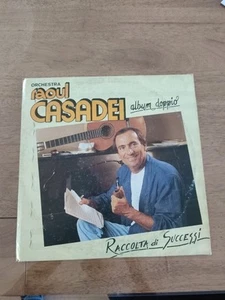 ORCHESTRA
raoul
CASADEI
album doppio
RACCOLTA di SUCCESSI